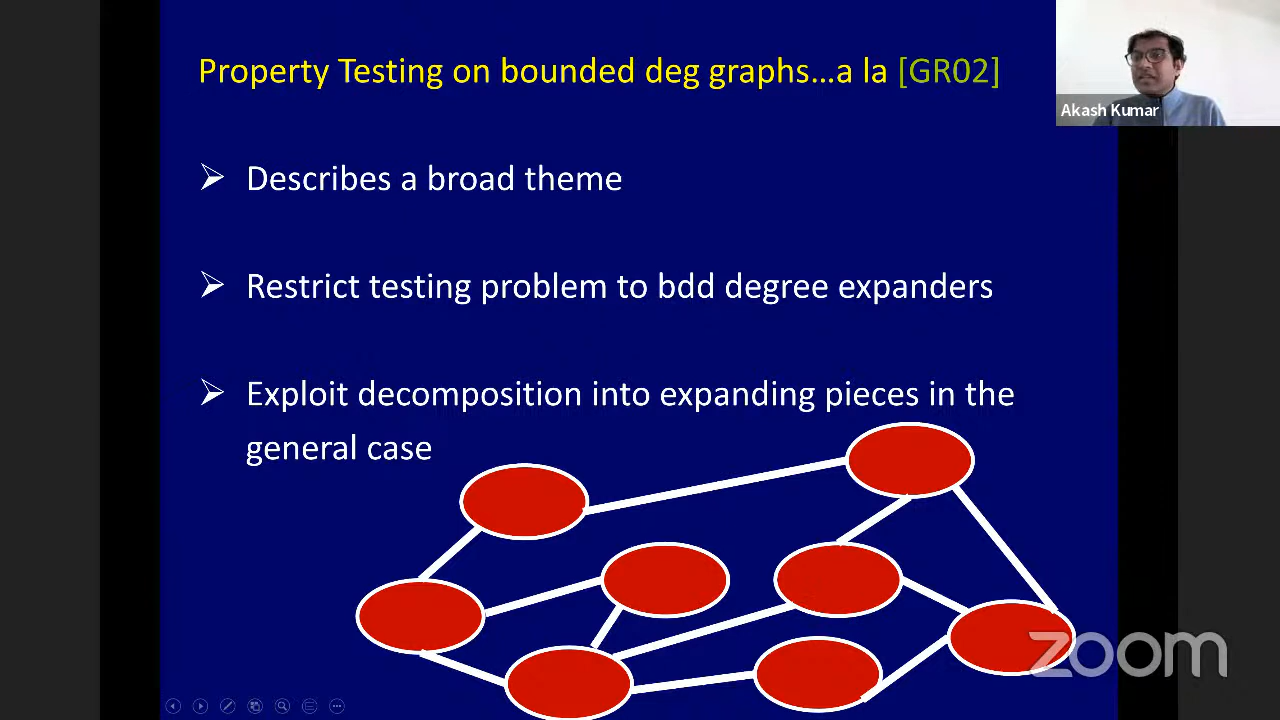 Property Testing on bounded deg graphs...a la [GR02]
Akash Kumar
➢ Describes a broad theme
➢ Restrict testing problem to bdd degree expanders
➢ Exploit decomposition into expanding pieces in the
general case
zoom